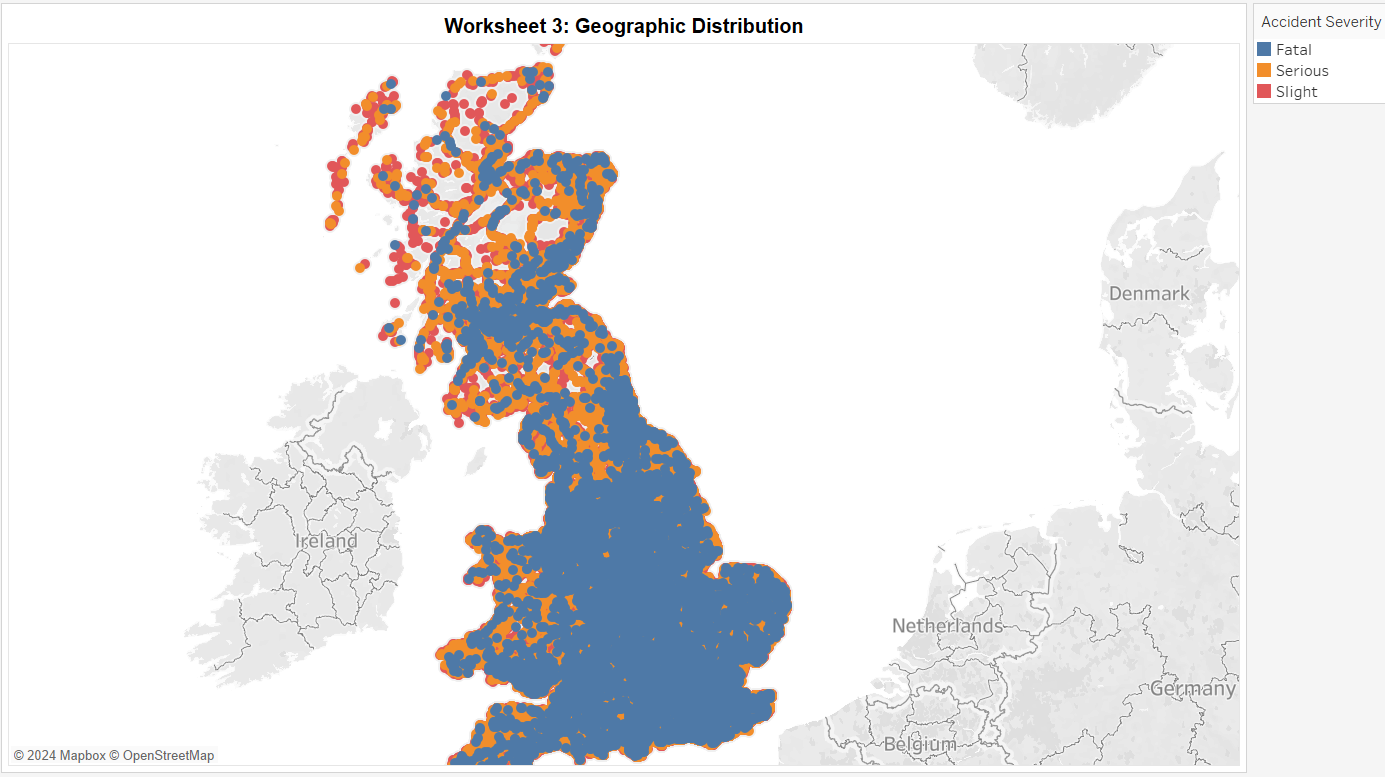 Worksheet 3: Geographic Distribution
Accident Severity
Fatal
Serious
Slight
Denmark
Ireland
Netherlands
Germany
Belgium
© 2024 Mapbox © OpenStreetMap